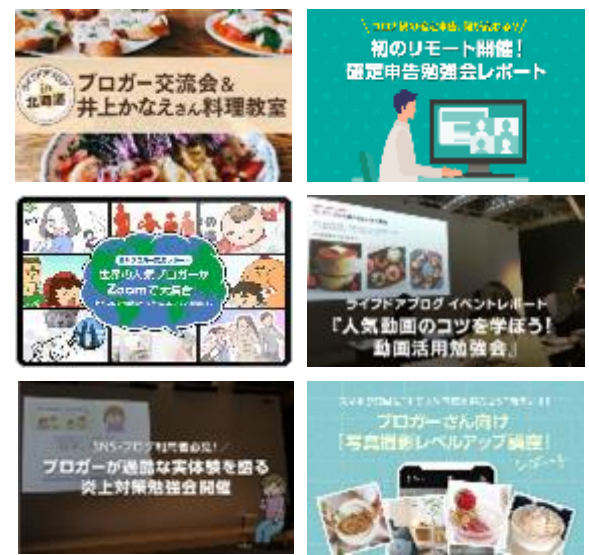 in
北海道
ブロガー交流会&
井上かなえさん料理教室
初のリモート開催!
確定申告勉強会レポート
世界の人気ブロガーが
Zoomで大集合
ライブドアブログ イベントレポート
『人気動画のコツを学ぼう!
動画活用勉強会』
SNS・ブログ利用者必見!
ブロガーが過酷な実体験を語る
炎上対策勉強会開催
ブロガーさん向け
「写真撮影レベルアップ講座」
レポート